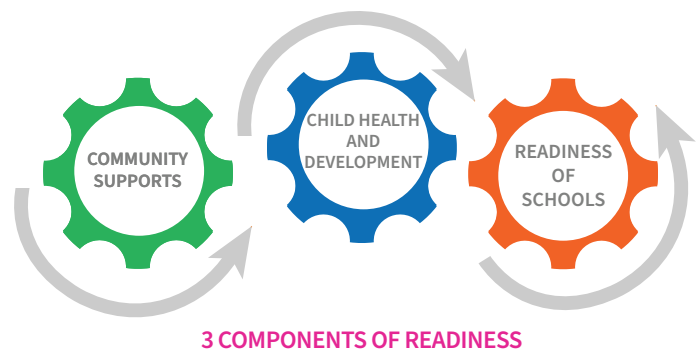 COMMUNITY
SUPPORTS
CHILD HEALTH
AND
DEVELOPMENT
READINESS
OF
SCHOOLS
3 COMPONENTS OF READINESS